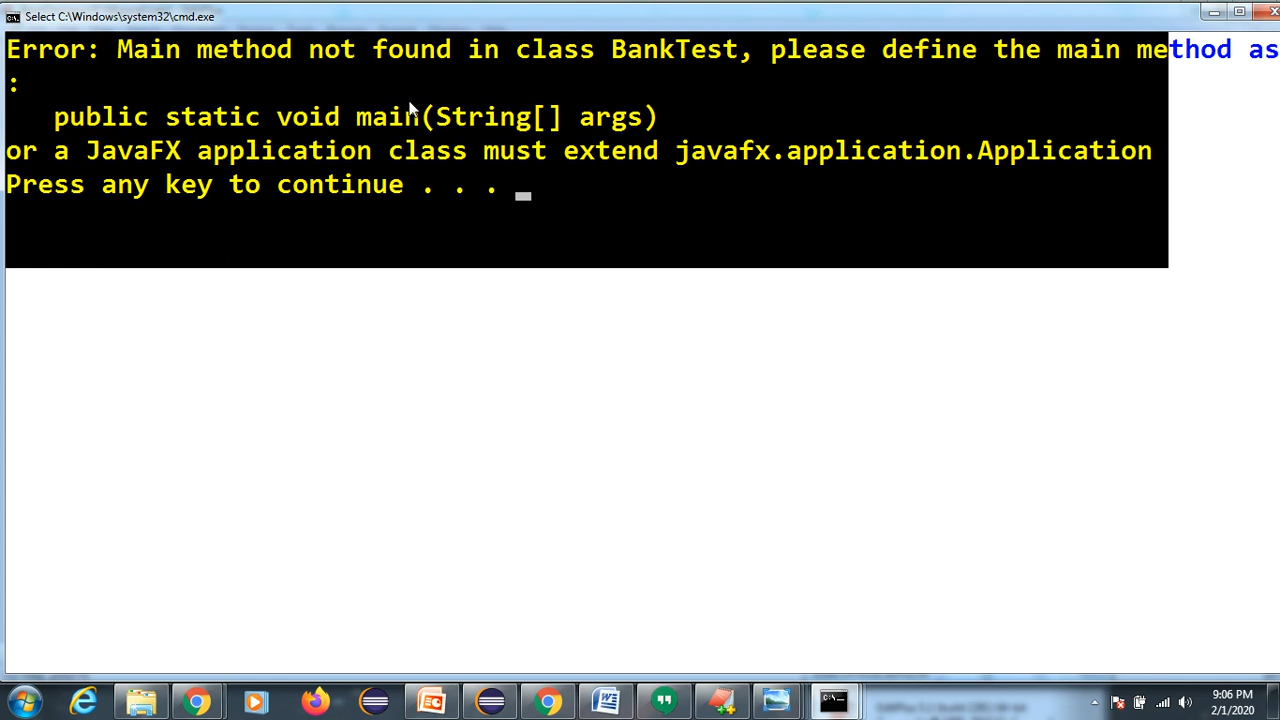 Select C:\Windows\system32\cmd.exe
Error: Main method not found in class BankTest, please define the main method as
:
   public static void main(String[] args)
or a JavaFX application class must extend javafx.application.Application
Press any key to continue . . .
9:06 PM
2/1/2020